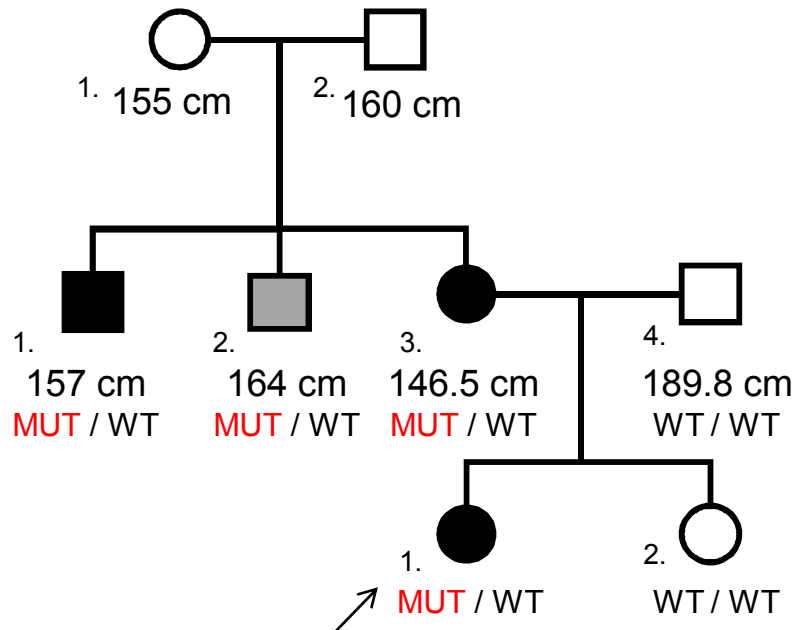 1. 155 cm 2. 160 cm
1. 2. 3. 4.
157 cm 164 cm 146.5 cm 189.8 cm
MUT / WT MUT / WT MUT / WT WT / WT
1. 2.
MUT / WT WT / WT